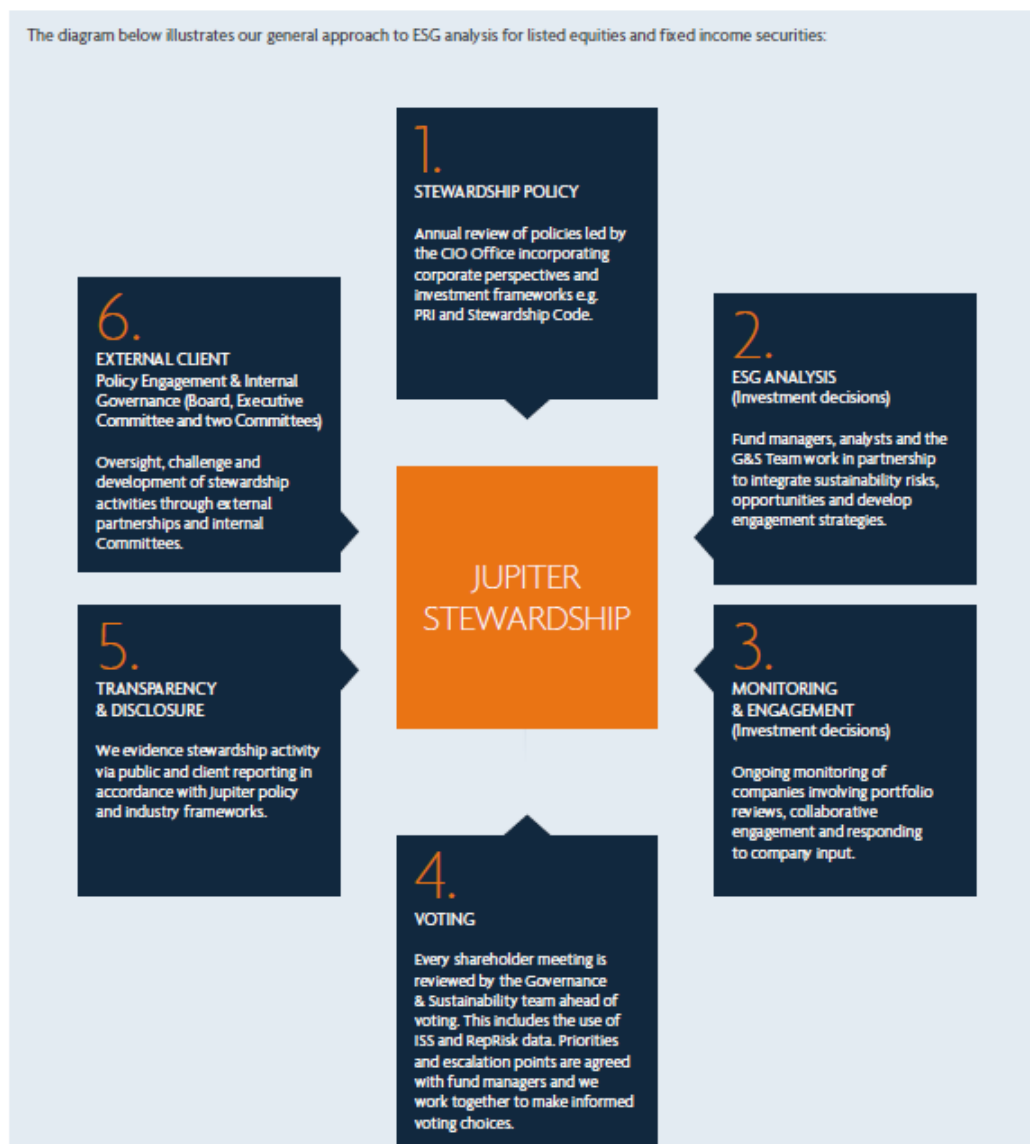 The diagram below illustrates our general approach to ESG analysis for listed equities and fixed income securities:
1.
STEWARDSHIP POLICY
Annual review of policies led by
the CIO Office incorporating
corporate perspectives and
investment frameworks e.g.
PRI and Stewardship Code.
2.
ESG ANALYSIS
(Investment decisions)
Fund managers, analysts and the
G&S Team work in partnership
to integrate sustainability risks,
opportunities and develop
engagement strategies.
3.
MONITORING
& ENGAGEMENT
(Investment decisions)
Ongoing monitoring of
companies involving portfolio
reviews, collaborative
engagement and responding
to company input.
4.
VOTING
Every shareholder meeting is
reviewed by the Governance
& Sustainability team ahead of
voting. This includes the use of
ISS and RepRisk data. Priorities
and escalation points are agreed
with fund managers and we
work together to make informed
voting choices.
5.
TRANSPARENCY
& DISCLOSURE
We evidence stewardship activity
via public and client reporting in
accordance with Jupiter policy
and industry frameworks.
6.
EXTERNAL CLIENT
Policy Engagement & Internal
Governance (Board, Executive
Committee and two Committees)
Oversight, challenge and
development of stewardship
activities through external
partnerships and internal
Committees.
JUPITER
STEWARDSHIP